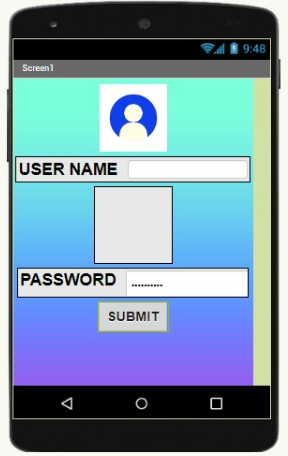 9:48
Screen1
USER NAME
PASSWORD ..........
SUBMIT